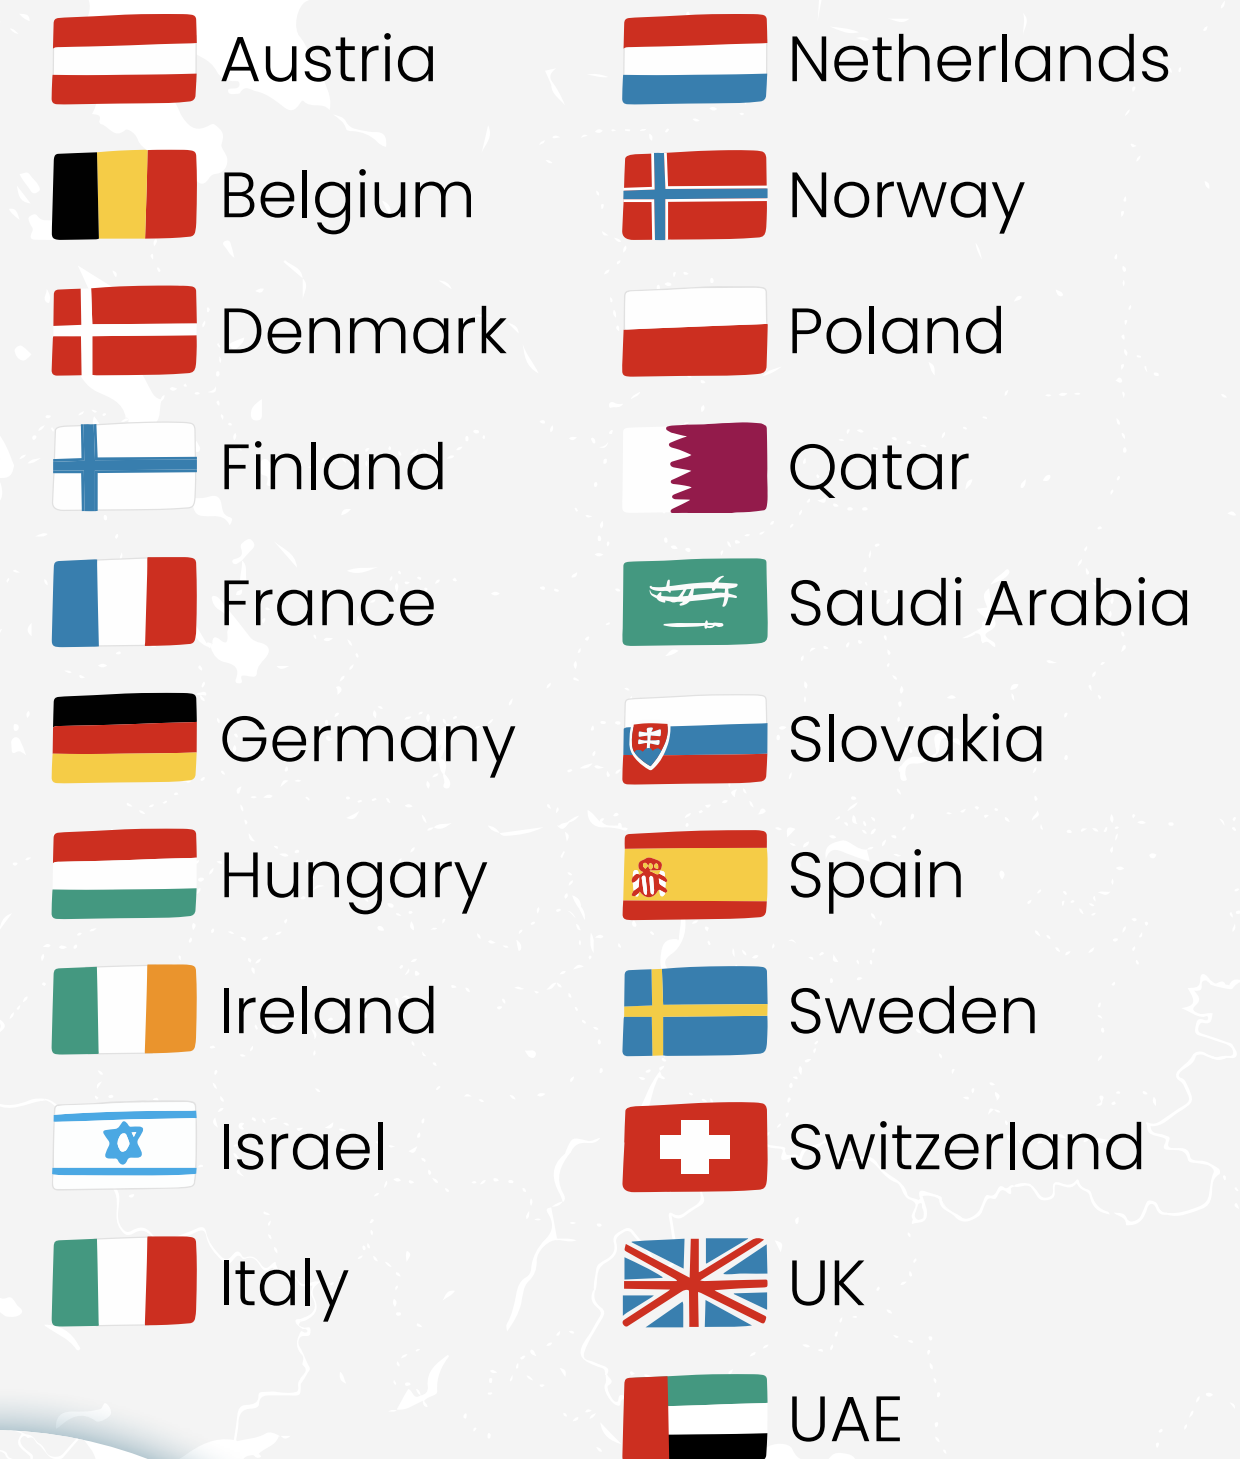 Austria
Belgium
Denmark
Finland
France
Germany
Hungary
Ireland
Israel
Italy
Netherlands
Norway
Poland
Qatar
Saudi Arabia
Slovakia
Spain
Sweden
Switzerland
UK
UAE